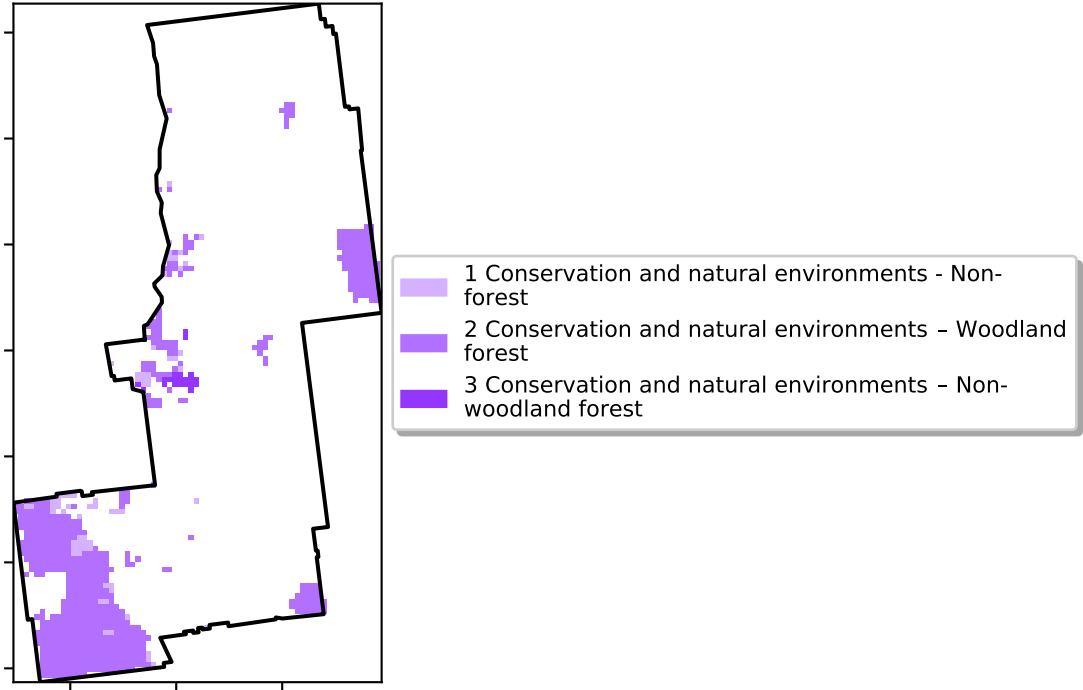 1 Conservation and natural environments - Non-
forest
2 Conservation and natural environments – Woodland
forest
3 Conservation and natural environments – Non-
woodland forest